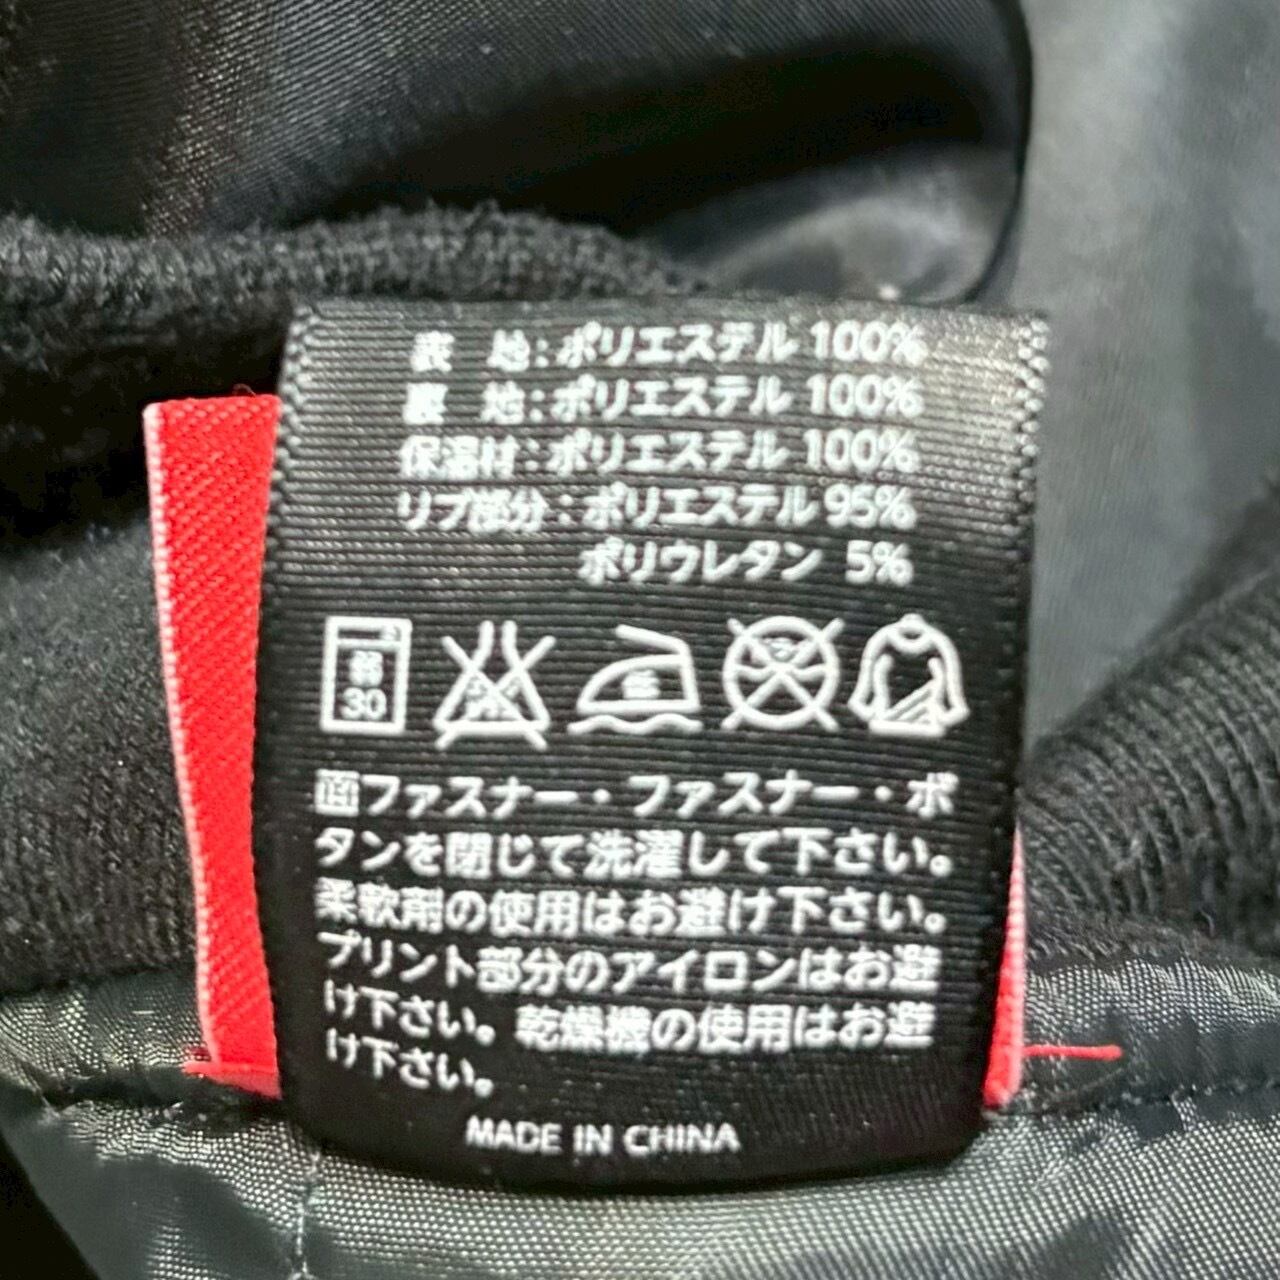 表 地:ポリエステル 100%
裏 地:ポリエステル 100%
保温材:ポリエステル 100%
リブ部分:ポリエステル 95%
ポリウレタン 5%
弱
30
ファスナー・ファスナー・ボ
タンを閉じて洗濯して下さい。
柔軟剤の使用はお避け下さい。
プリント部分のアイロンはお避
け下さい。乾燥機の使用はお避
け下さい。
MADE IN CHINA